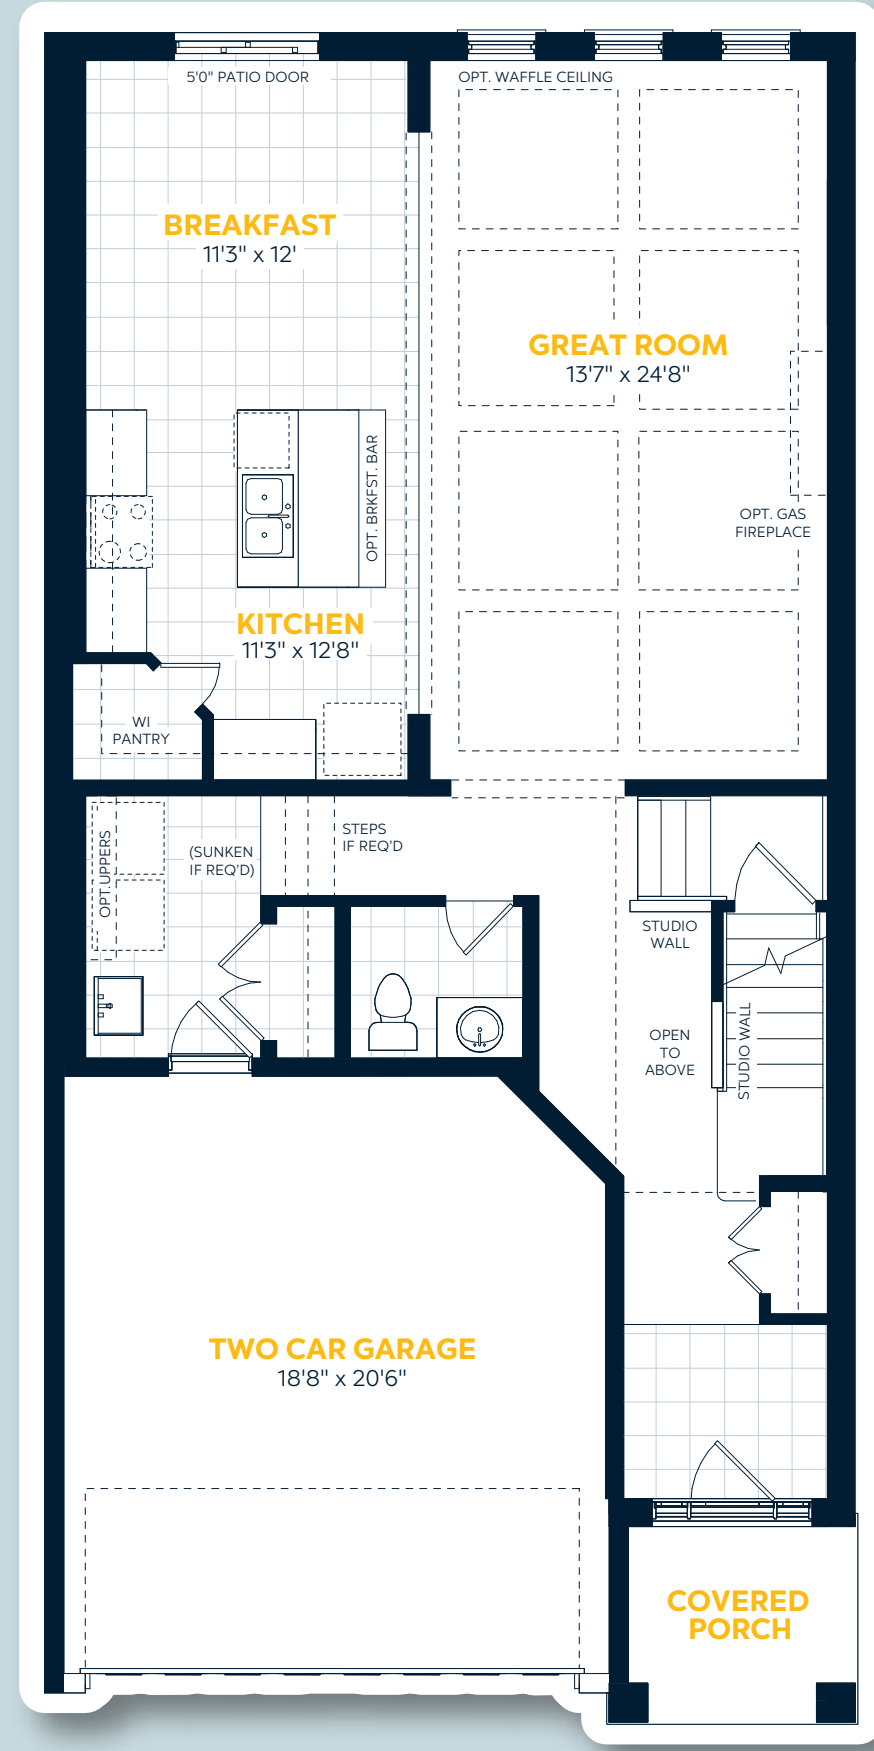 5'0" PATIO DOOR
OPT. WAFFLE CEILING
BREAKFAST
11'3" x 12'
GREAT ROOM
13'7" x 24'8"
OPT. BRKFST. BAR
OPT. GAS
FIREPLACE
KITCHEN
11'3" x 12'8"
WI
PANTRY
OPT.UPPERS
(SUNKEN
IF REQ'D)
STEPS
IF REQ'D
STUDIO
WALL
OPEN
TO
ABOVE
STUDIO WALL
TWO CAR GARAGE
18'8" x 20'6"
COVERED
PORCH